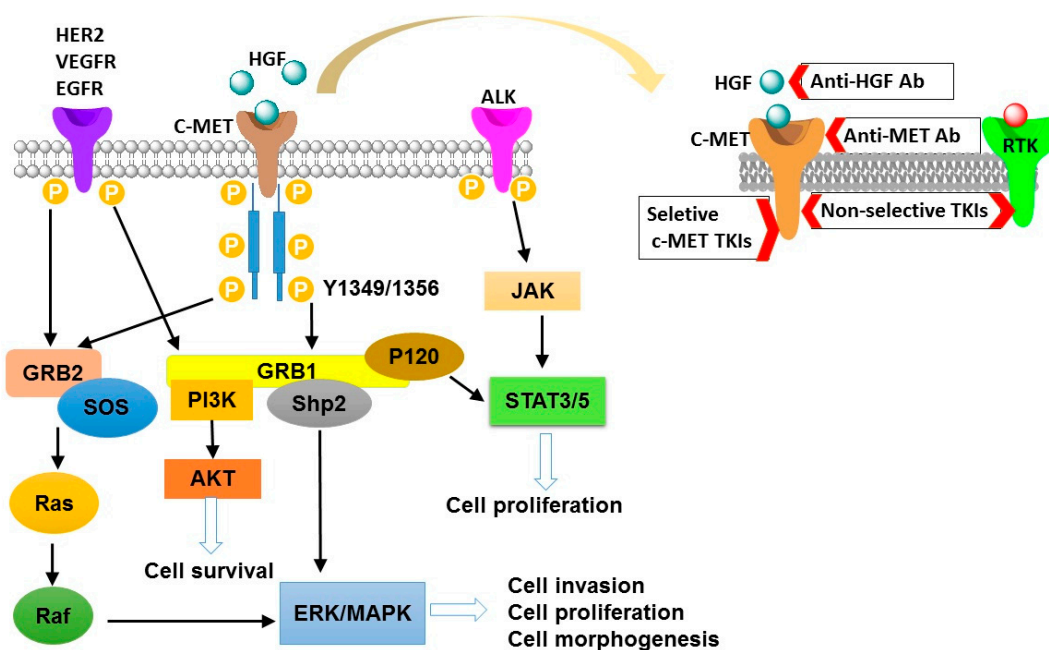 HER2
VEGFR
EGFR
HGF
C-MET
ALK
P
P
P
P
P
P
P
P
P
P
Y1349/1356
JAK
GRB2
SOS
GRB1
P120
PI3K
Shp2
STAT3/5
AKT
Ras
Cell proliferation
Cell survival
Raf
ERK/MAPK
Cell invasion
Cell proliferation
Cell morphogenesis
HGF
Anti-HGF Ab
C-MET
Anti-MET Ab
RTK
Seletive
c-MET TKIs
Non-selective TKIs